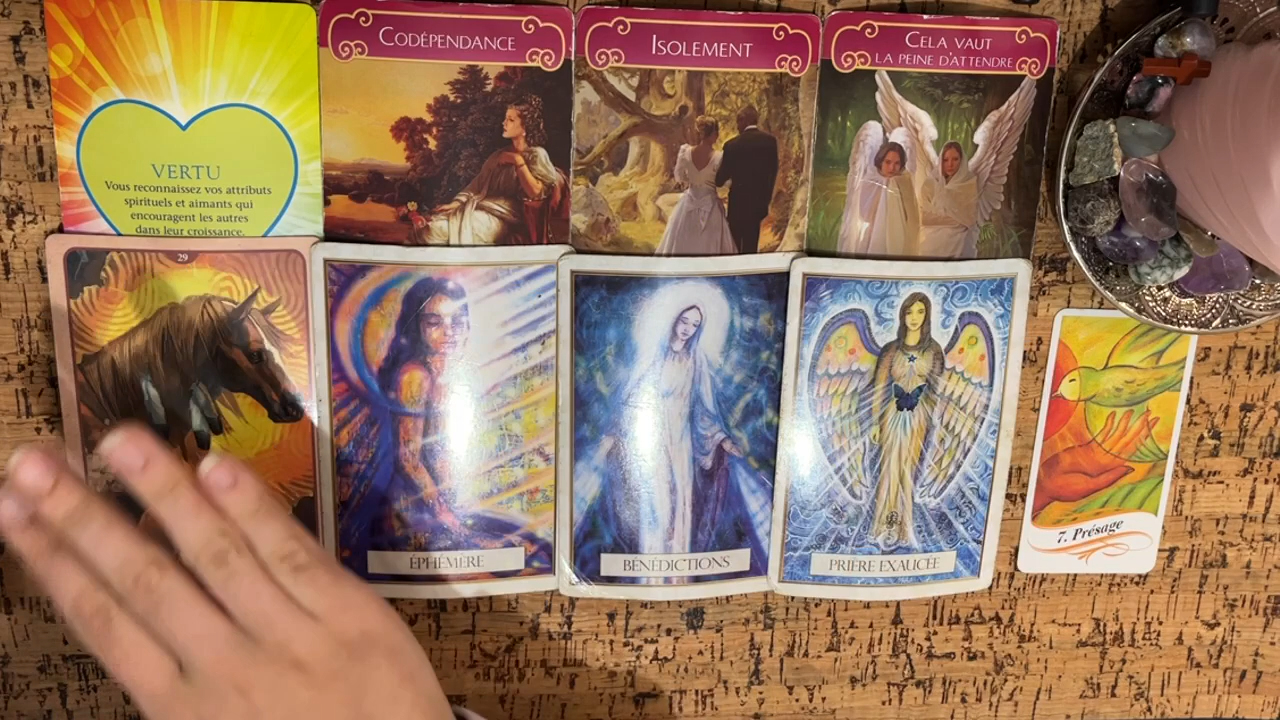 VERTU
Vous reconnaissez vos attributs
spirituels et aimants qui
encouragent les autres
dans leur croissance.
CODÉPENDANCE
ISOLEMENT
CELA VAUT
LA PEINE D'ATTENDRE
29
ÉPHÉMÈRE
BÉNÉDICTIONS
PRIÈRE EXAUCÉE
7. Présage